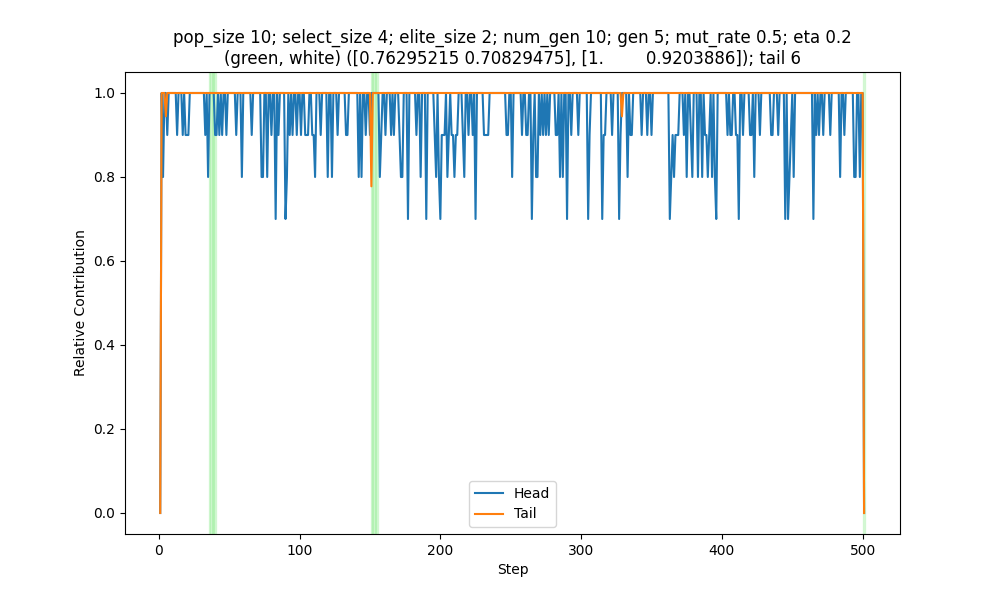 pop_size 10; select_size 4; elite_size 2; num_gen 10; gen 5; mut_rate 0.5; eta 0.2
(green, white) ([0.76295215 0.70829475], [1.         0.9203886]); tail 6
1.0
0.8
0.6
0.4
0.2
0.0
Relative Contribution
Head
Tail
0
100
200
300
400
500
Step